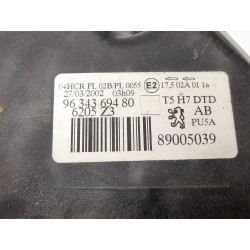 04HCR PL 02B/PL 0055 E2 17,5 02A 01 1a
27/03/2002 03h09
96 343 694 80 T5 H7 DTD
6205 Z3 AB
PU5A
89005039